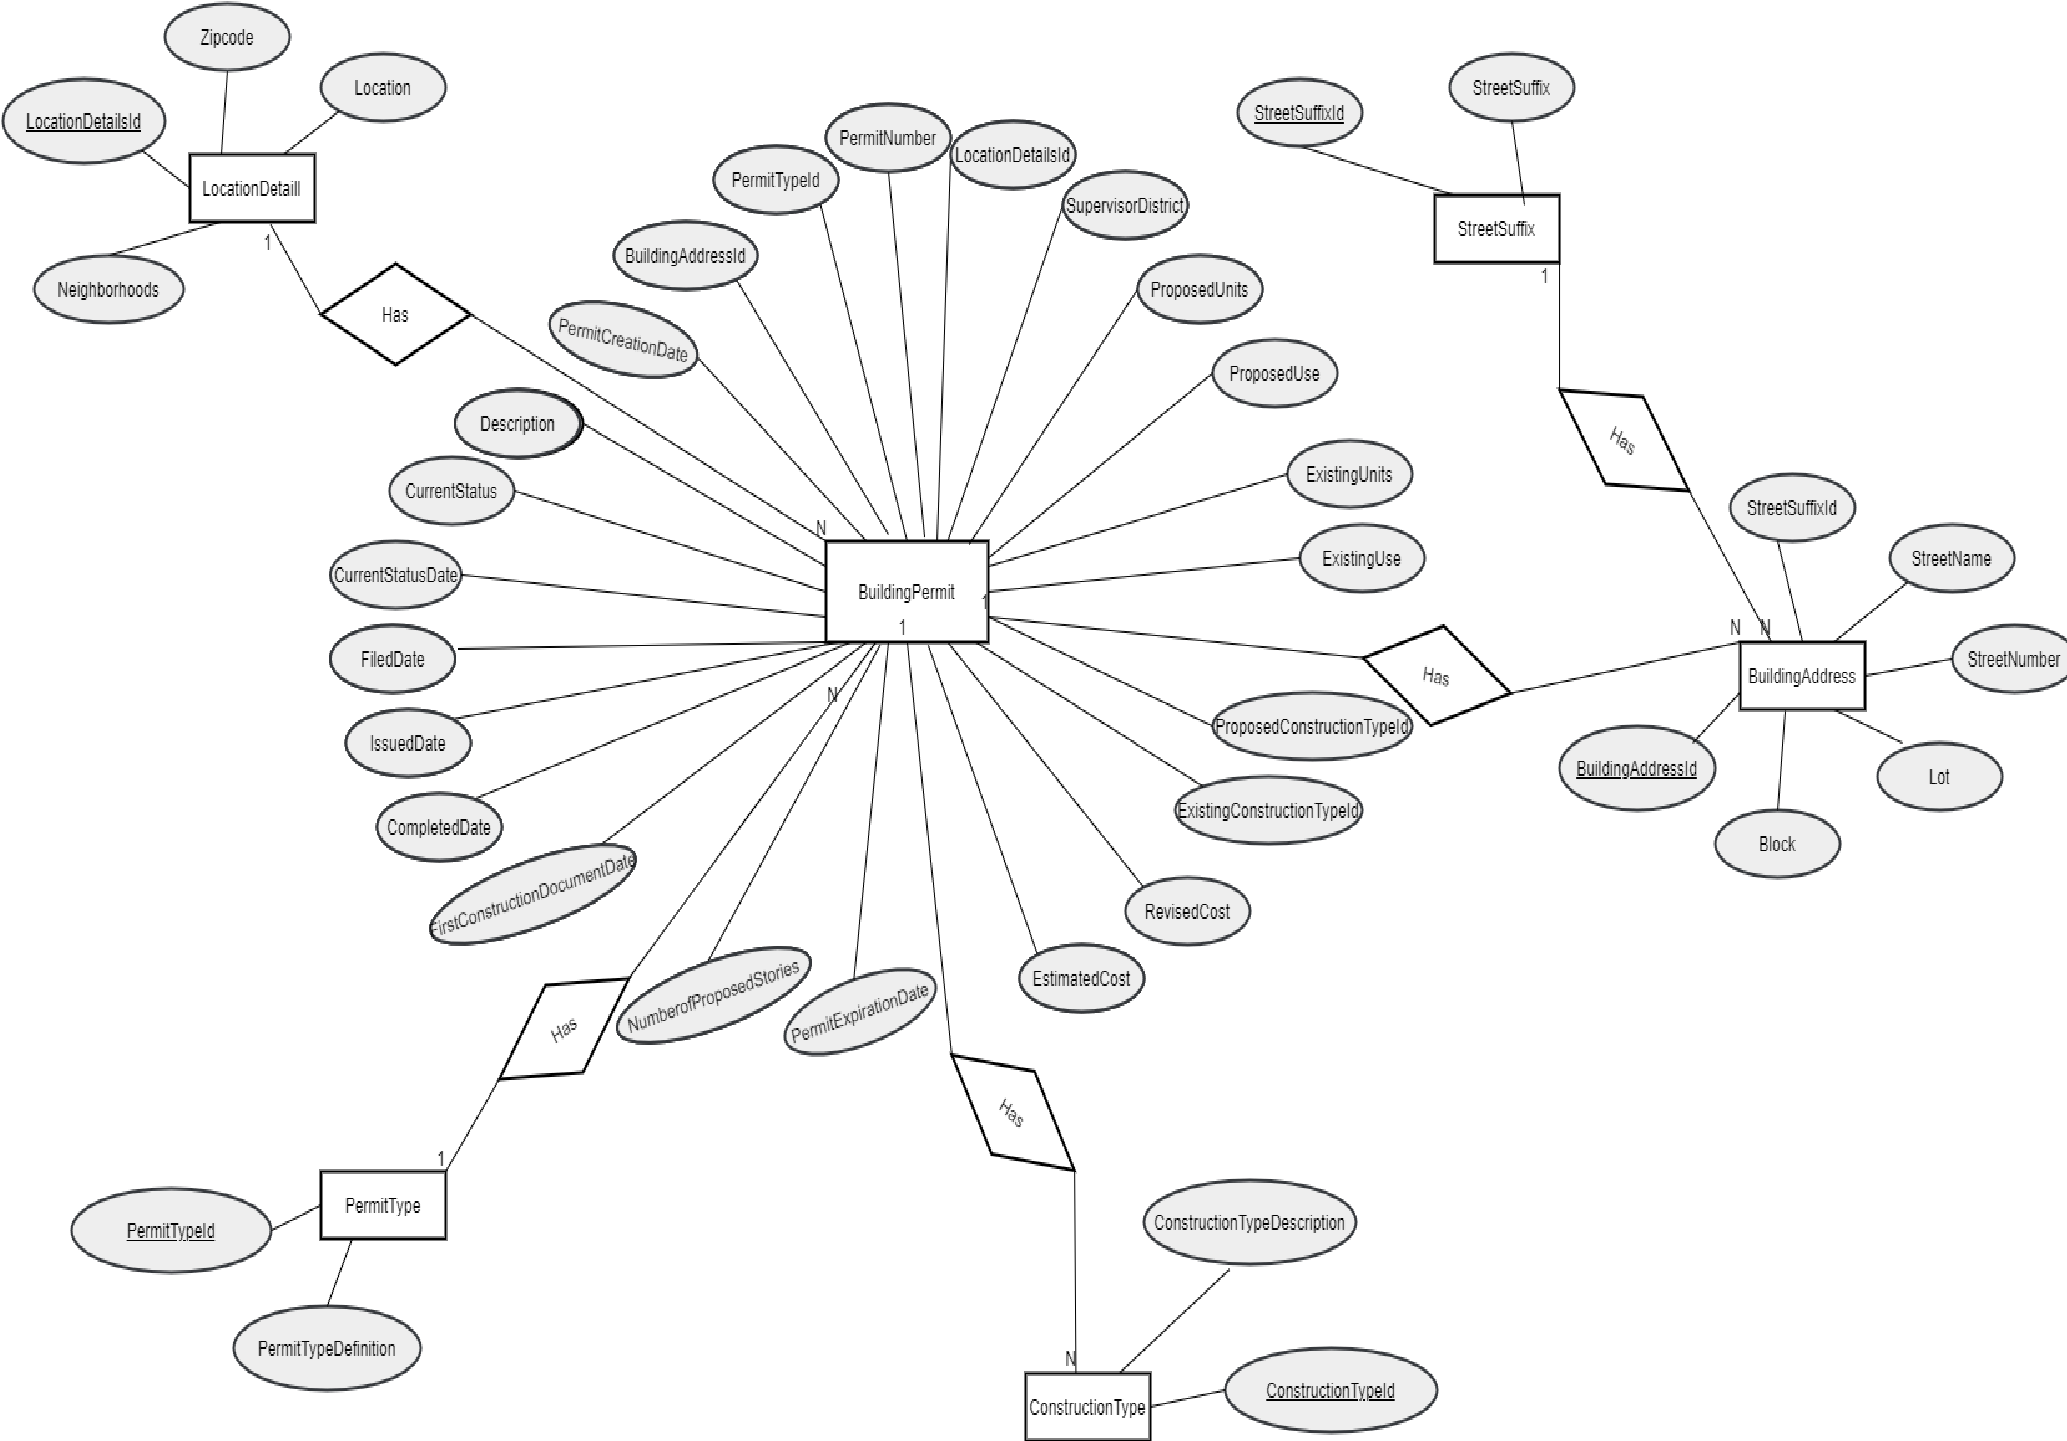 Zipcode
Location
LocationDetailsId
LocationDetaill
1
Neighborhoods
Has
StreetSuffixId
StreetSuffix
StreetSuffix
1
Has
PermitNumber
LocationDetailsId
PermitTypeId
SupervisorDistrict
BuildingAddressId
ProposedUnits
PermitCreationDate
ProposedUse
Description
CurrentStatus
ExistingUnits
CurrentStatusDate
ExistingUse
FiledDate
IssuedDate
CompletedDate
FirstConstructionDocumentDate
NumberofProposedStories
PermitExpirationDate
EstimatedCost
RevisedCost
ExistingConstructionTypeId
ProposedConstructionTypeId
N
BuildingPermit
1
1
N
Has
N
N
StreetSuffixId
StreetName
StreetNumber
BuildingAddress
BuildingAddressId
Lot
Block
Has
1
PermitType
PermitTypeId
PermitTypeDefinition
Has
N
ConstructionType
ConstructionTypeDescription
ConstructionTypeId